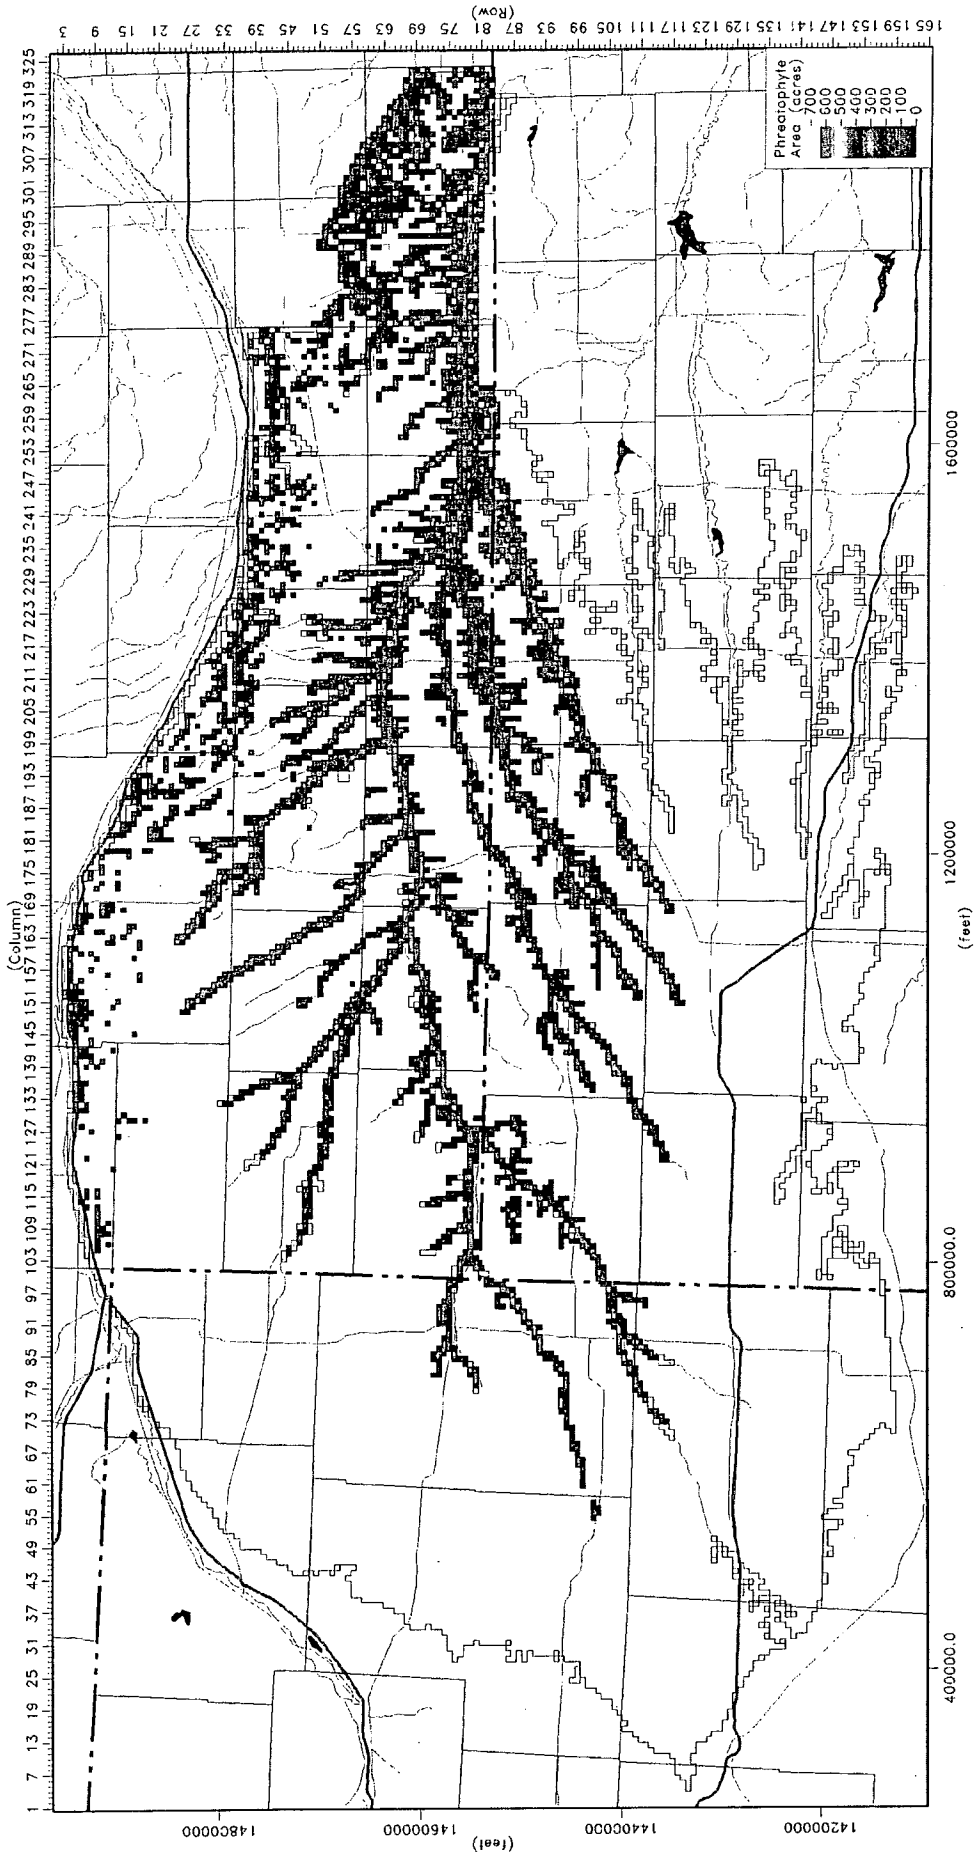 (Column)
1 7 13 19 25 31 37 43 49 55 61 67 73 79 85 91 97 103 109 115 121 127 133 139 145 151 157 163 169 175 181 187 193 199 205 211 217 223 229 235 241 247 253 259 265 271 277 283 289 295 301 307 313 319 325
(Row)
3 9 15 21 27 33 39 45 51 57 63 69 75 81 87 93 99 105 111 117 123 129 135 141 147 153 159 165
Phreatophyte
Area (acres)
700
600
500
400
300
200
100
0
(feet)
14800000 14600000 14400000 14200000
400000.0 800000.0 1200000 1600000
(feet)